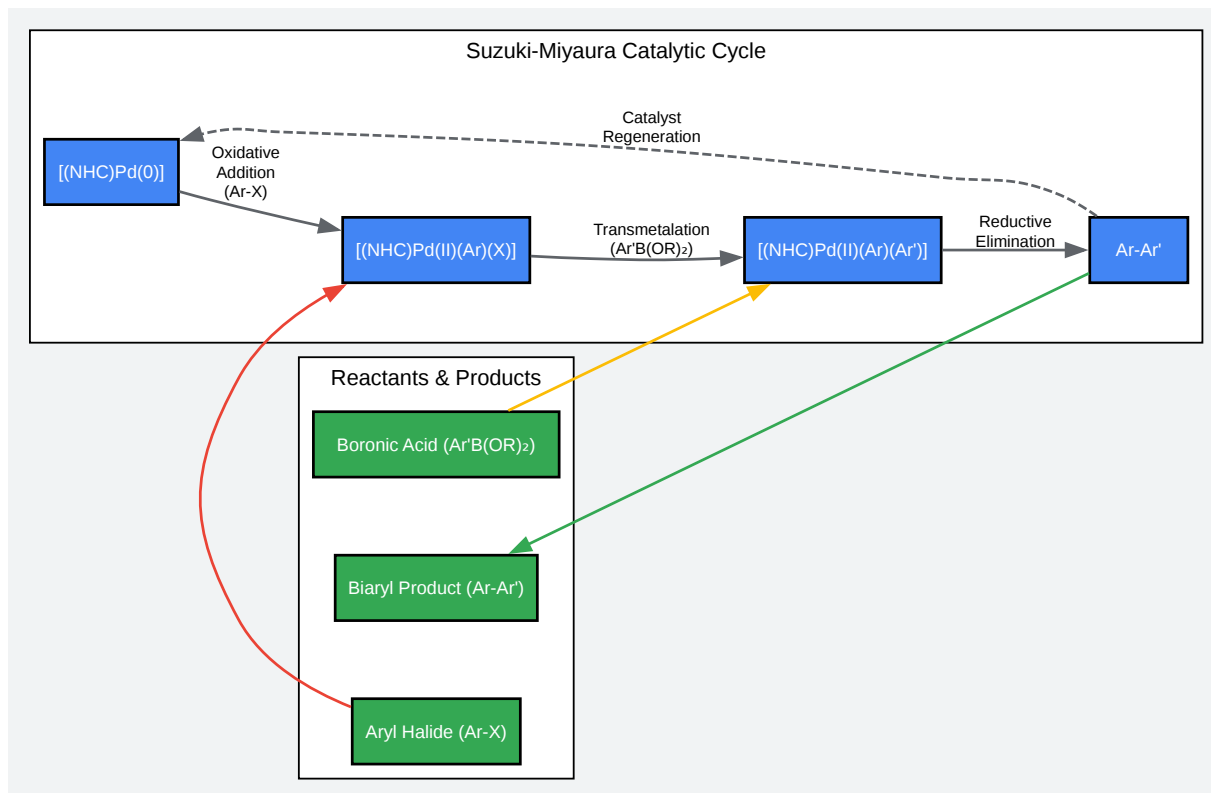 Suzuki-Miyaura Catalytic Cycle
Catalyst
Regeneration
[(NHC)Pd(0)]
Oxidative
Addition
(Ar-X)
[(NHC)Pd(II)(Ar)(X)]
Transmetalation
(Ar'B(OR)₂)
[(NHC)Pd(II)(Ar)(Ar')]
Reductive
Elimination
Ar-Ar'
Reactants & Products
Boronic Acid (Ar'B(OR)₂)
Biaryl Product (Ar-Ar')
Aryl Halide (Ar-X)